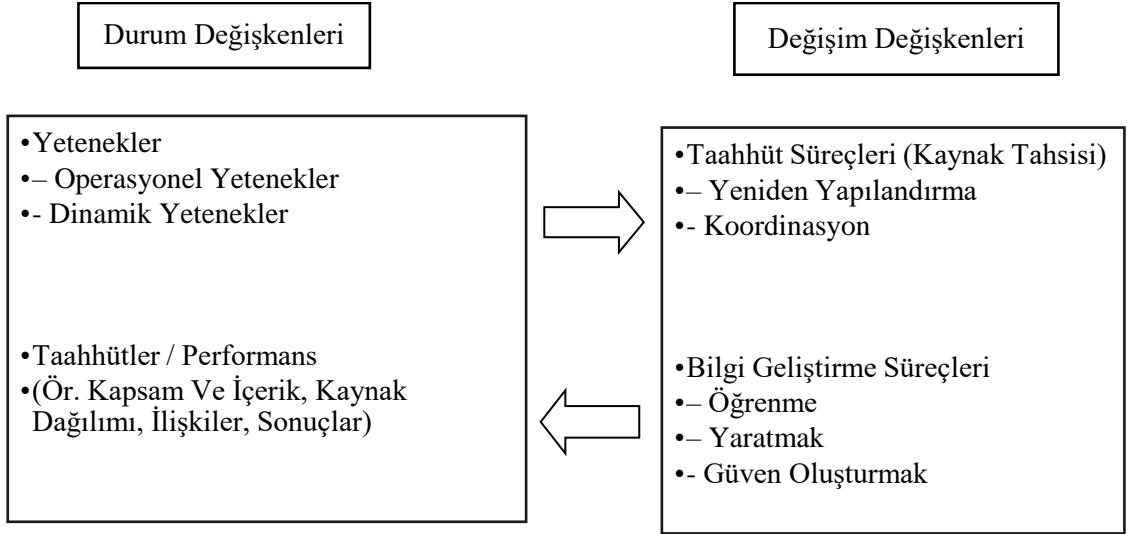 Durum Değişkenleri
Değişim Değişkenleri
•Yetenekler
•– Operasyonel Yetenekler
•- Dinamik Yetenekler
•Taahhütler / Performans
•(Ör. Kapsam Ve İçerik, Kaynak
Dağılımı, İlişkiler, Sonuçlar)
•Taahhüt Süreçleri (Kaynak Tahsisi)
•– Yeniden Yapılandırma
•- Koordinasyon
•Bilgi Geliştirme Süreçleri
•– Öğrenme
•– Yaratmak
•- Güven Oluşturmak